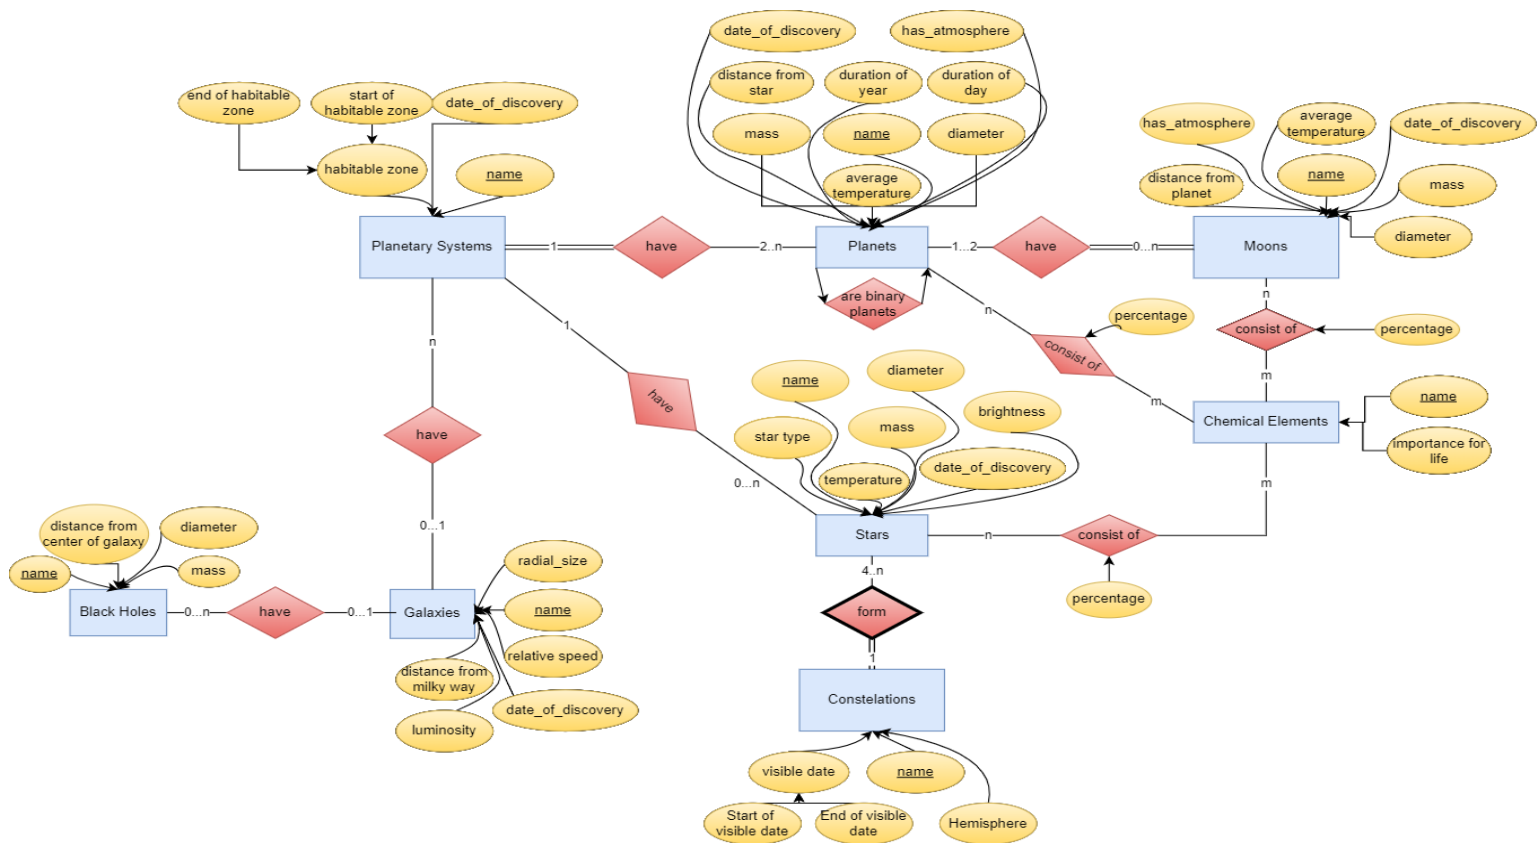 date_of_discovery
has_atmosphere
end of habitable
zone
start of
habitable zone
date_of_discovery
distance from
star
duration of
year
duration of
day
has_atmosphere
average
temperature
date_of_discovery
mass
name
diameter
habitable zone
name
average
temperature
distance from
planet
name
mass
diameter
Planetary Systems
1
have
2..n
Planets
1...2
have
0...n
Moons
are binary
planets
n
n
percentage
consist of
percentage
1
n
consist of
m
m
name
diameter
have
name
mass
brightness
Chemical Elements
importance for
life
star type
have
temperature
date_of_discovery
0...n
m
0...1
distance from
center of galaxy
diameter
Stars
n
consist of
radial_size
name
mass
4..n
percentage
Black Holes
0...n
have
0...1
Galaxies
name
form
relative speed
1
distance from
milky way
date_of_discovery
luminosity
Constelations
visible date
name
Start of
visible date
End of visible
date
Hemisphere